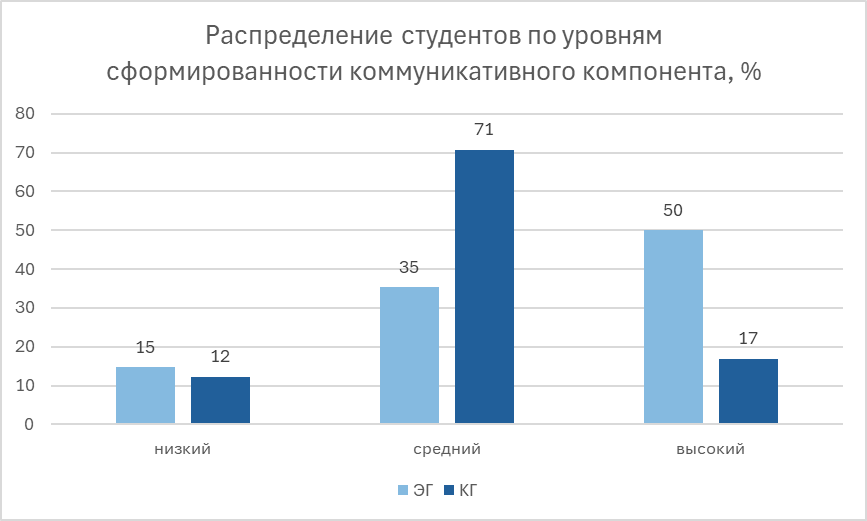 Распределение студентов по уровням
сформированности коммуникативного компонента, %
80
70
60
50
40
30
20
10
0
15
12
35
71
50
17
низкий
средний
высокий
ЭГ
КГ